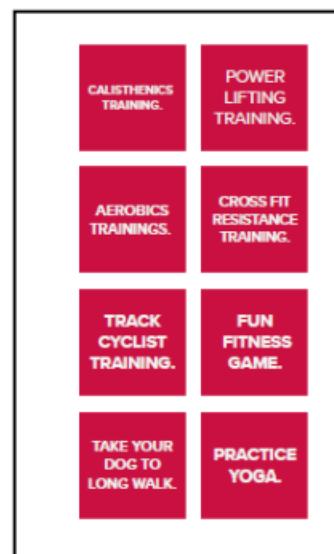 CALISTHENICS
TRAINING.
POWER
LIFTING
TRAINING.
AEROBICS
TRAININGS.
CROSS FIT
RESISTANCE
TRAINING.
TRACK
CYCLIST
TRAINING.
FUN
FITNESS
GAME.
TAKE YOUR
DOG TO
LONG WALK.
PRACTICE
YOGA.